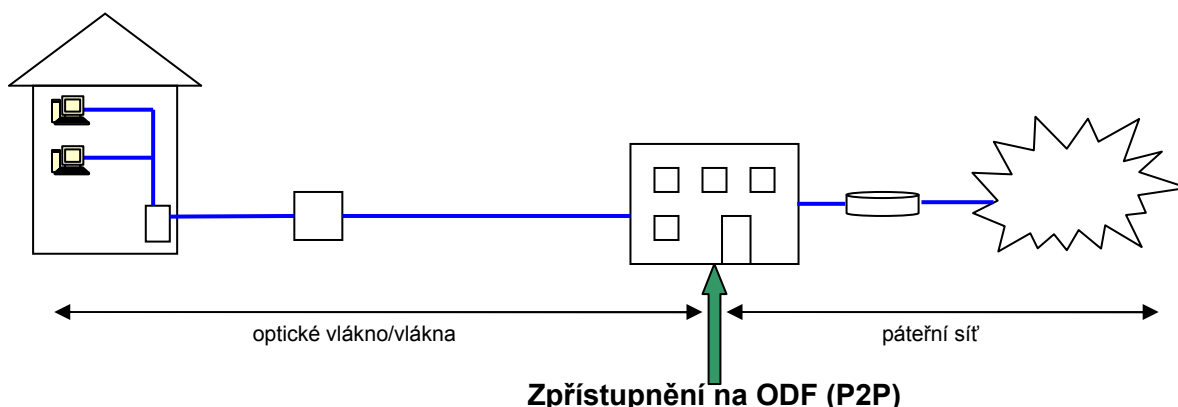 optické vlákno/vlákna
páteřní síť
Zpřístupnění na ODF (P2P)